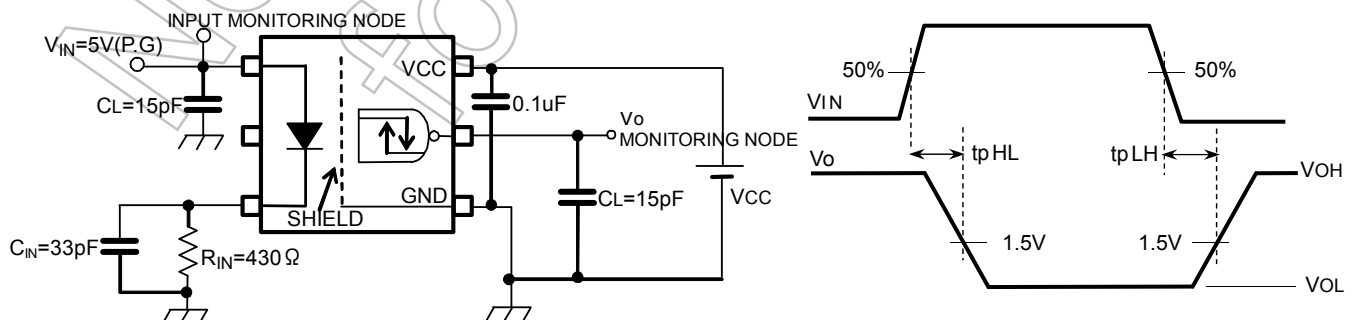 INPUT MONITORING NODE
VIN=5V(P.G)
CL=15pF
VCC
0.1uF
Vo
MONITORING NODE
GND
SHIELD
CL=15pF
VCC
CIN=33pF
RIN=430Ω
50%
50%
VIN
tpHL
tpLH
Vo
VOH
1.5V
1.5V
VOL